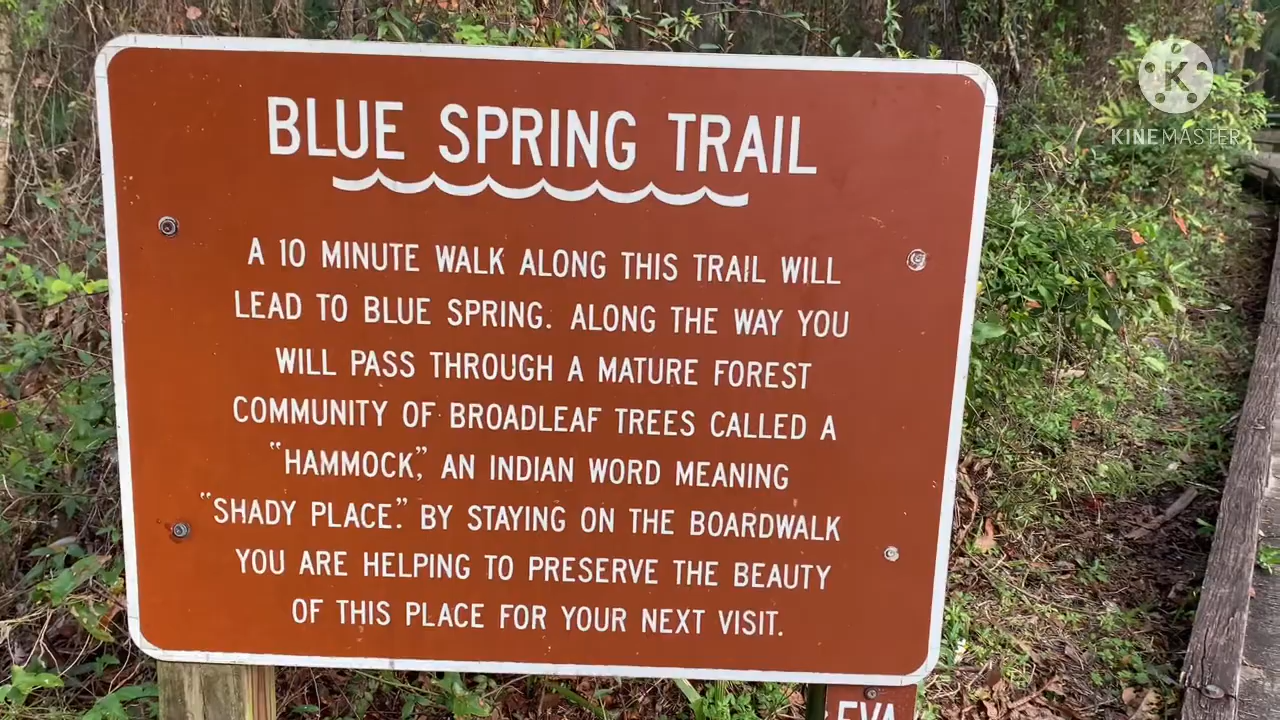 BLUE SPRING TRAIL
A 10 MINUTE WALK ALONG THIS TRAIL WILL
LEAD TO BLUE SPRING. ALONG THE WAY YOU
WILL PASS THROUGH A MATURE FOREST
COMMUNITY OF BROADLEAF TREES CALLED A
“HAMMOCK,” AN INDIAN WORD MEANING
“SHADY PLACE.” BY STAYING ON THE BOARDWALK
YOU ARE HELPING TO PRESERVE THE BEAUTY
OF THIS PLACE FOR YOUR NEXT VISIT.
K
KINEMASTER